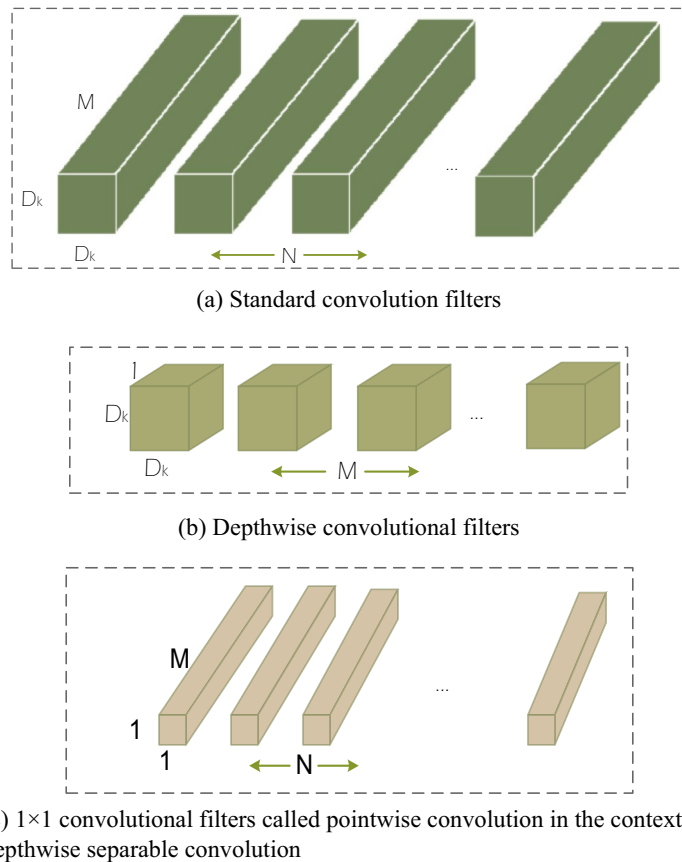 M
Dₖ
...
Dₖ
N
(a) Standard convolution filters
1
Dₖ
...
Dₖ
M
(b) Depthwise convolutional filters
M
...
1
1
N
) 1×1 convolutional filters called pointwise convolution in the context
epthwise separable convolution